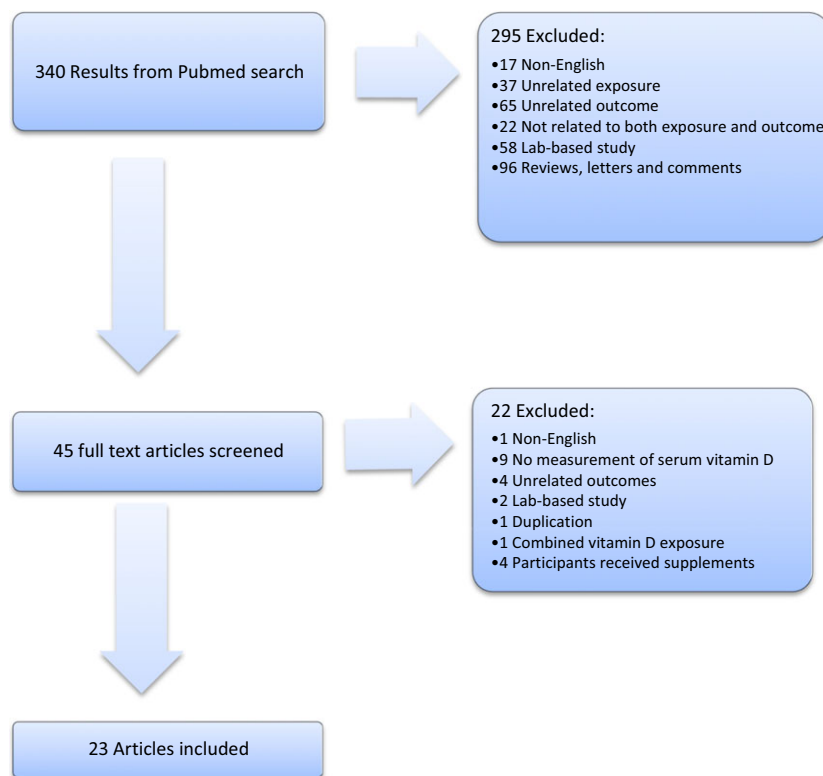 340 Results from Pubmed search
295 Excluded:
•17 Non-English
•37 Unrelated exposure
•65 Unrelated outcome
•22 Not related to both exposure and outcome
•58 Lab-based study
•96 Reviews, letters and comments
45 full text articles screened
22 Excluded:
•1 Non-English
•9 No measurement of serum vitamin D
•4 Unrelated outcomes
•2 Lab-based study
•1 Duplication
•1 Combined vitamin D exposure
•4 Participants received supplements
23 Articles included